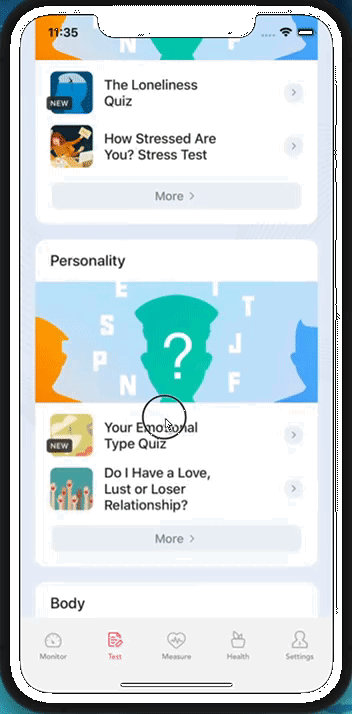 11:35
N
F
The Loneliness
Quiz
NEW
How Stressed Are
You? Stress Test
More >
Personality
E
I
T
S
J
P
N
F
?
Your Emotional
Type Quiz
NEW
Do I Have a Love,
Lust or Loser
Relationship?
More >
Body
Monitor
Test
Measure
Health
Settings